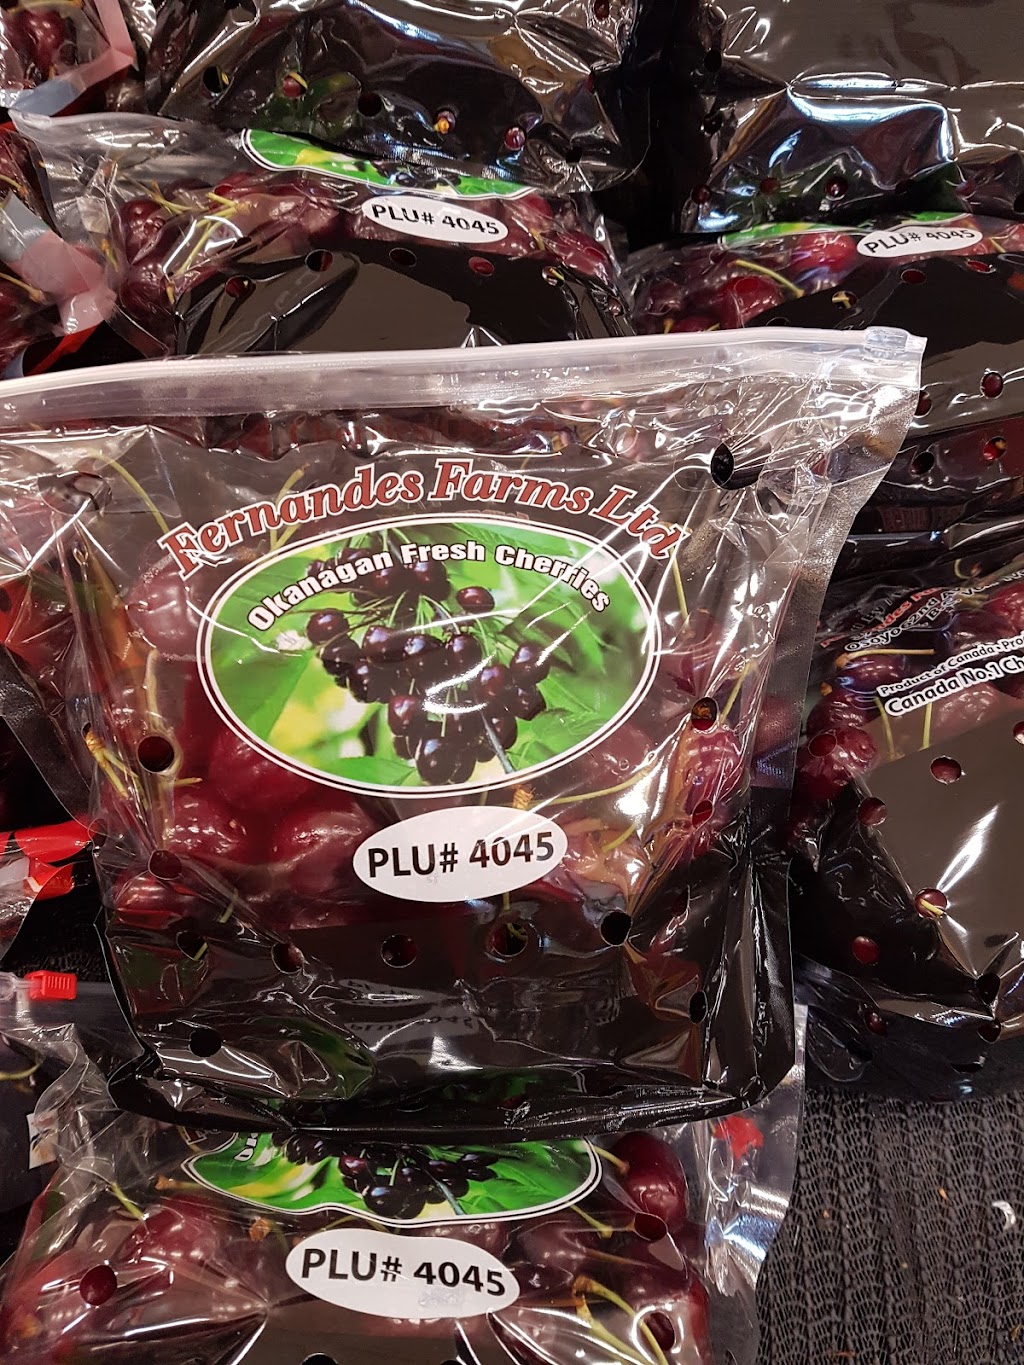 PLU# 4045
PLU# 4045
Fernandes Farms Ltd
Okanagan Fresh Cherries
PLU# 4045
Product of Canada
Canada No.1
PLU# 4045